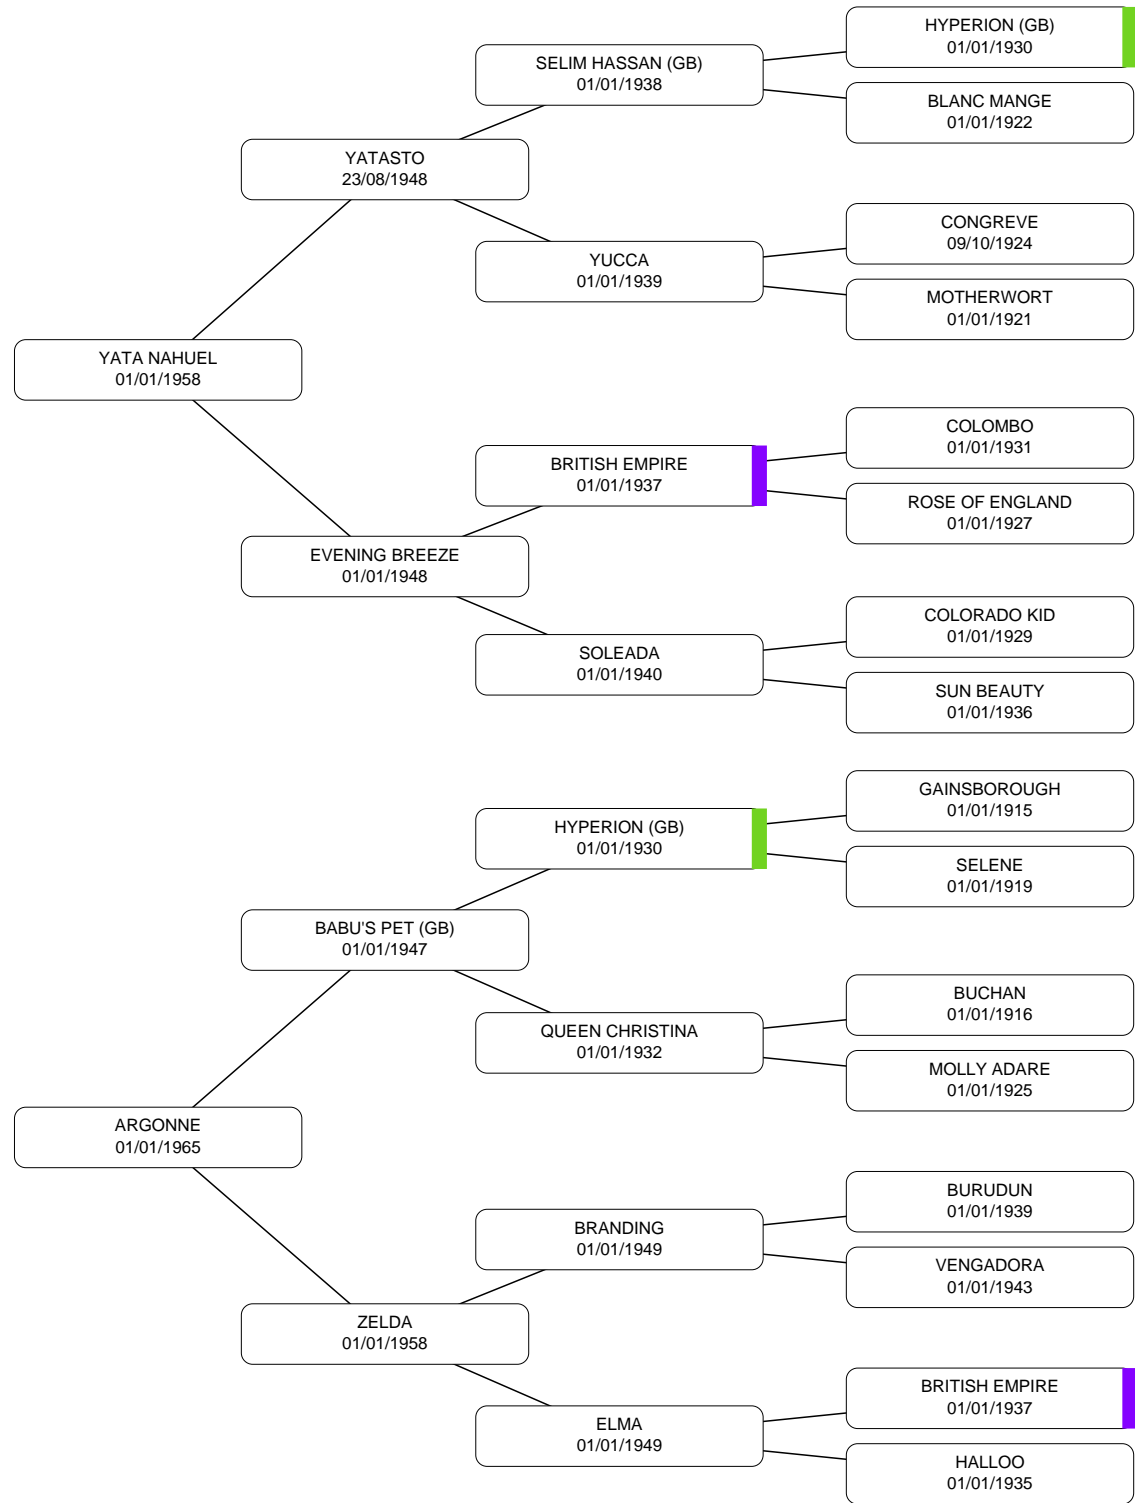 HYPERION (GB)
01/01/1930
SELIM HASSAN (GB)
01/01/1938
BLANC MANGE
01/01/1922
YATASTO
23/08/1948
CONGREVE
09/10/1924
YUCCA
01/01/1939
MOTHERWORT
01/01/1921
YATA NAHUEL
01/01/1958
COLOMBO
01/01/1931
BRITISH EMPIRE
01/01/1937
ROSE OF ENGLAND
01/01/1927
EVENING BREEZE
01/01/1948
COLORADO KID
01/01/1929
SOLEADA
01/01/1940
SUN BEAUTY
01/01/1936
GAINSBOROUGH
01/01/1915
HYPERION (GB)
01/01/1930
SELENE
01/01/1919
BABU'S PET (GB)
01/01/1947
BUCHAN
01/01/1916
QUEEN CHRISTINA
01/01/1932
MOLLY ADARE
01/01/1925
ARGONNE
01/01/1965
BURUDUN
01/01/1939
BRANDING
01/01/1949
VENGADORA
01/01/1943
ZELDA
01/01/1958
BRITISH EMPIRE
01/01/1937
ELMA
01/01/1949
HALLOO
01/01/1935